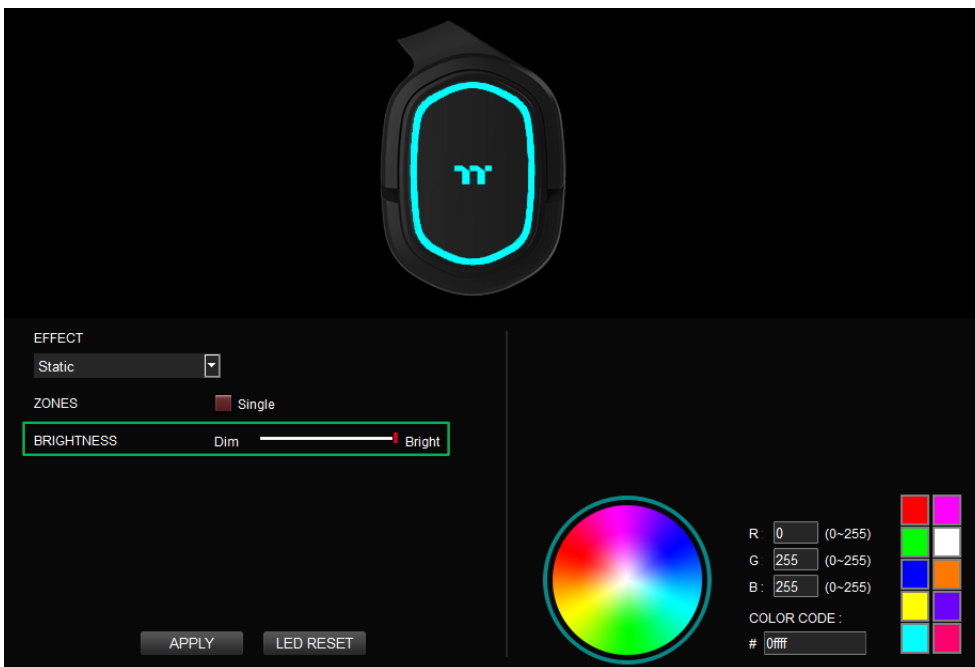 EFFECT
Static
ZONES Single
BRIGHTNESS Dim Bright
APPLY LED RESET
R : 0 (0~255)
G : 255 (0~255)
B : 255 (0~255)
COLOR CODE :
# 0ffff